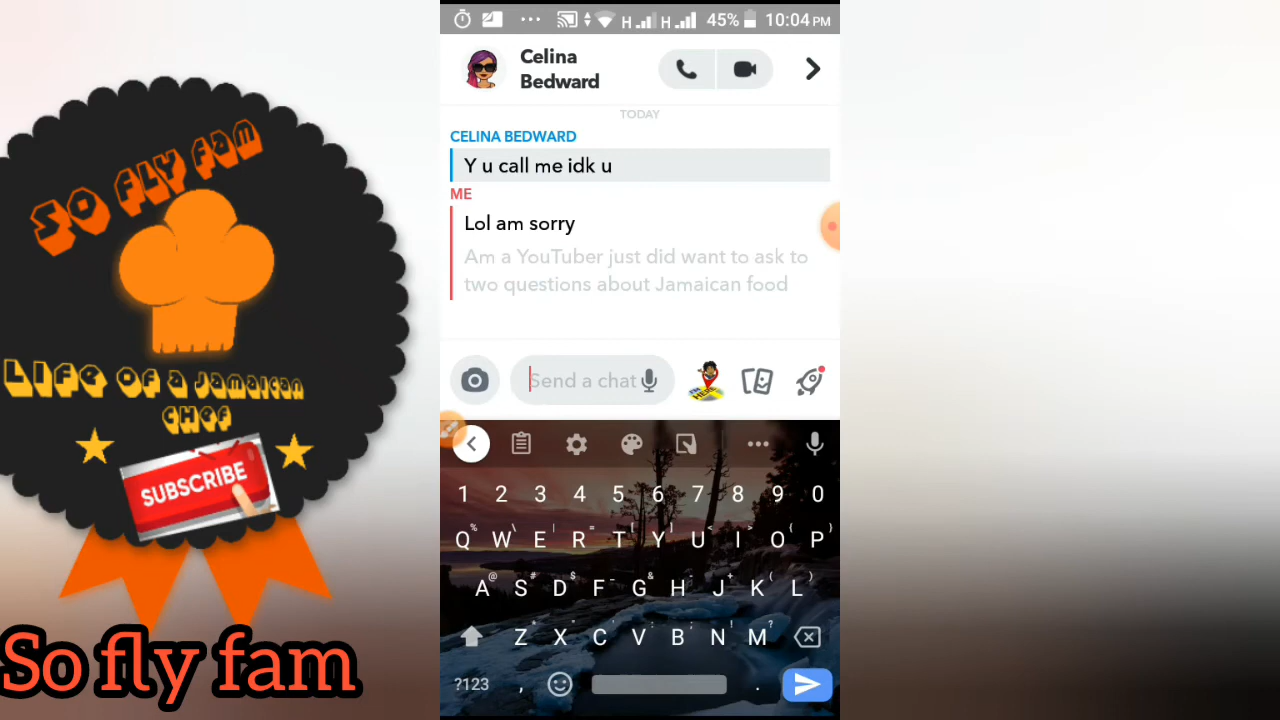 SO FLY FAM
LIFE OF A JAMAICAN
CHEF
SUBSCRIBE
So fly fam
H H 45% 10:04 PM
Celina
Bedward
TODAY
CELINA BEDWARD
Y u call me idk u
ME
Lol am sorry
Am a YouTuber just did want to ask to
two questions about Jamaican food
HERE
Send a chat
1 2 3 4 5 6 7 8 9 0
% \ | = [ ] < > { }
Q W E R T Y U I O P
@ # $ _ & - + ( )
A S D F G H J K L
* " ' : ; ! ?
Z X C V B N M
?123 , .